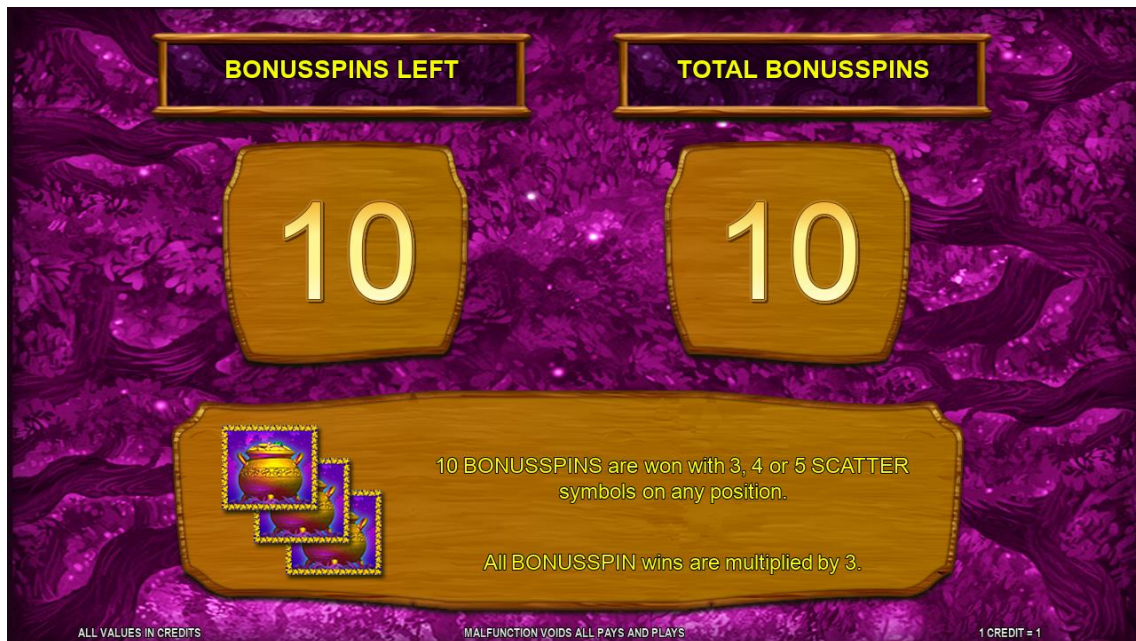 BONUSSPINS LEFT
TOTAL BONUSSPINS
10
10
10 BONUSSPINS are won with 3, 4 or 5 SCATTER
symbols on any position.
All BONUSSPIN wins are multiplied by 3.
ALL VALUES IN CREDITS
MALFUNCTION VOIDS ALL PAYS AND PLAYS
1 CREDIT = 1